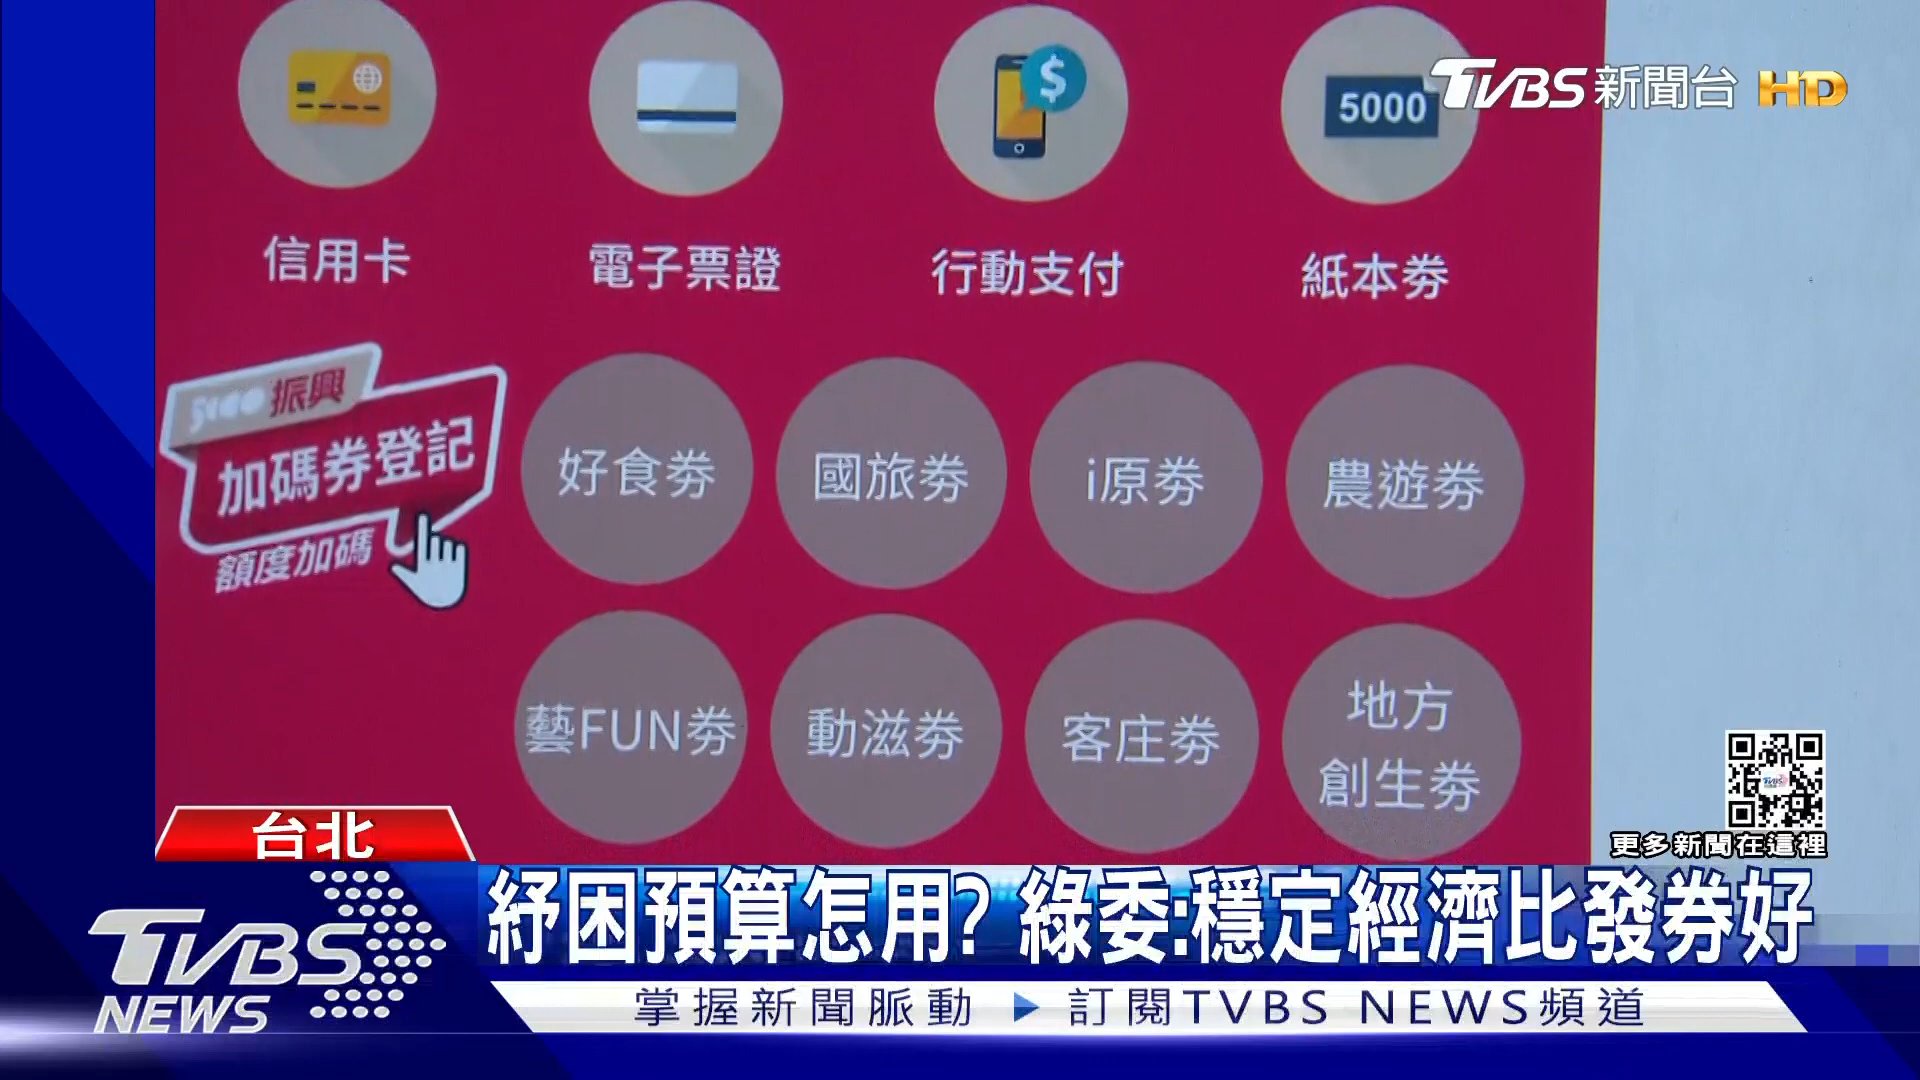 TVBS新聞台 HD
5000
信用卡
電子票證
行動支付
紙本券
振興
加碼券登記
額度加碼
好食券
國旅券
i原券
農遊券
藝FUN券
動滋券
客庄券
地方
創生券
更多新聞在這裡
台北
紓困預算怎用? 綠委:穩定經濟比發券好
TVBS
NEWS
掌握新聞脈動 ▶ 訂閱TVBS NEWS頻道